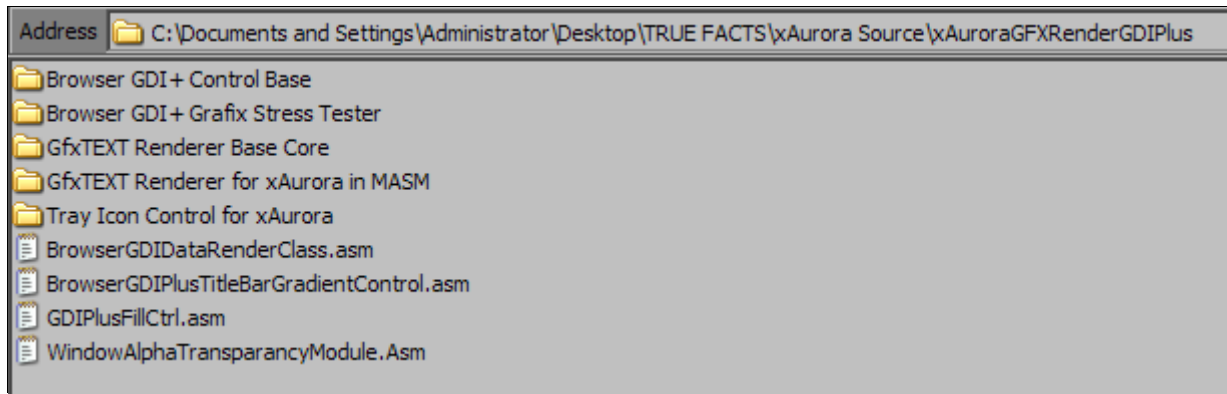 Address C:\Documents and Settings\Administrator\Desktop\TRUE FACTS\xAurora Source\xAuroraGFXRenderGDIPlus
Browser GDI+ Control Base
Browser GDI+ Grafix Stress Tester
GfxTEXT Renderer Base Core
GfxTEXT Renderer for xAurora in MASM
Tray Icon Control for xAurora
BrowserGDIDataRenderClass.asm
BrowserGDIPlusTitleBarGradientControl.asm
GDIPlusFillCtrl.asm
WindowAlphaTransparancyModule.Asm